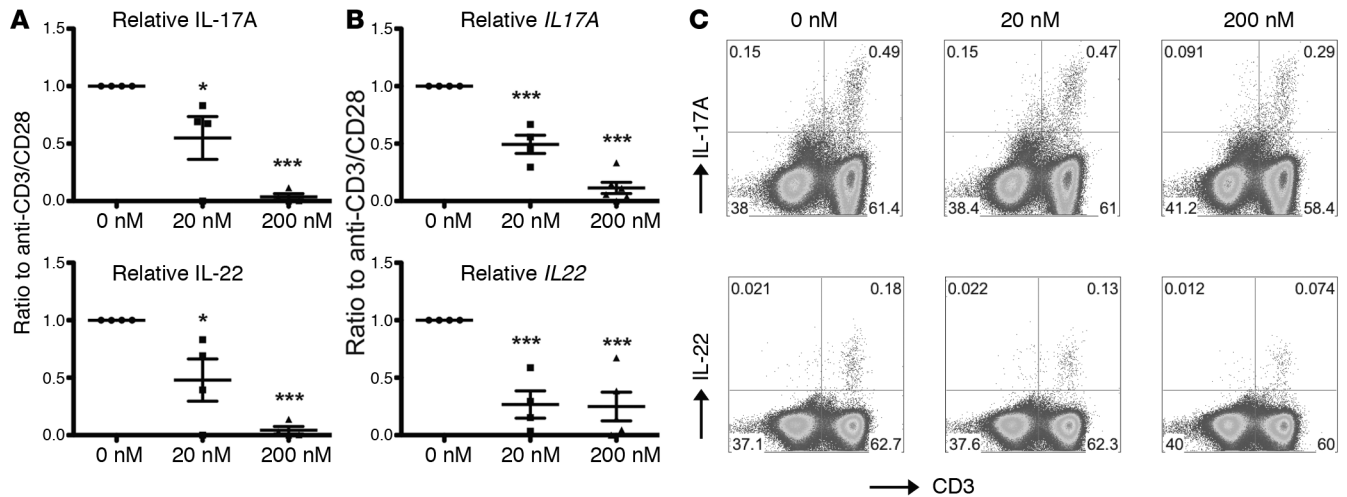 A
Relative IL-17A
Ratio to anti-CD3/CD28
1.5
1.0
0.5
0.0
*
***
0 nM
20 nM
200 nM
Relative IL-22
1.5
1.0
0.5
0.0
*
***
0 nM
20 nM
200 nM
B
Relative IL17A
Ratio to anti-CD3/CD28
1.5
1.0
0.5
0.0
***
***
0 nM
20 nM
200 nM
Relative IL22
1.5
1.0
0.5
0.0
***
***
0 nM
20 nM
200 nM
C
0 nM
20 nM
200 nM
IL-17A
0.15
0.49
38
61.4
0.15
0.47
38.4
61
0.091
0.29
41.2
58.4
IL-22
0.021
0.18
37.1
62.7
0.022
0.13
37.6
62.3
0.012
0.074
40
60
CD3